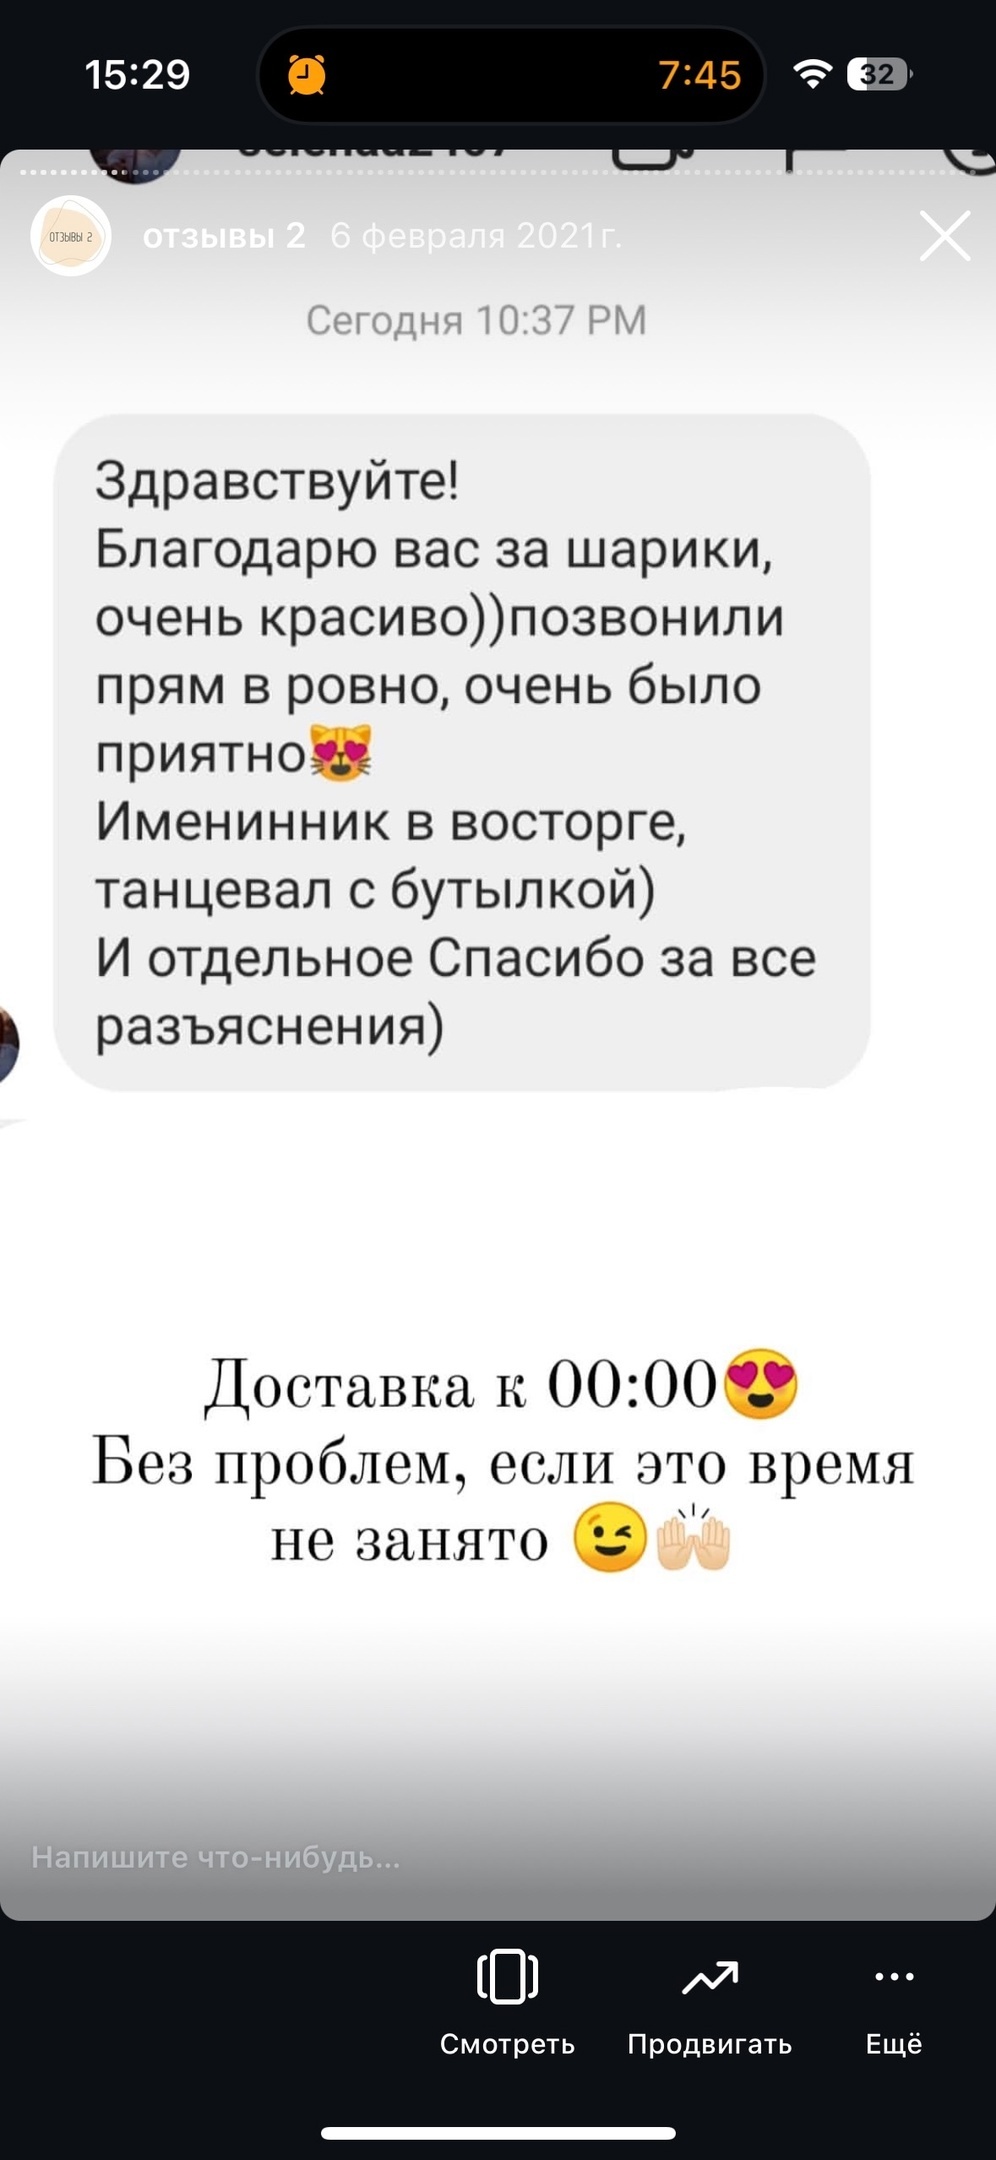 15:29
7:45
32
ОТЗЫВЫ 2
отзывы 2 6 февраля 2021 г.
Сегодня 10:37 PM
Здравствуйте!
Благодарю вас за шарики,
очень красиво))позвонили
прям в ровно, очень было
приятно😻
Именинник в восторге,
танцевал с бутылкой)
И отдельное Спасибо за все
разъяснения)
Доставка к 00:00😍
Без проблем, если это время
не занято 😉🙌🏻
Напишите что-нибудь...
Смотреть
Продвигать
Ещё